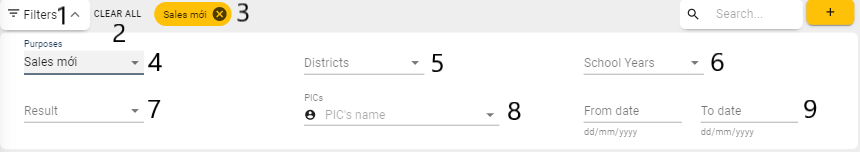 Filters 1 CLEAR ALL Sales mới 3 Search... +
2
Purposes
Sales mới 4 Districts 5 School Years 6
Result 7 PICs
PIC's name 8 From date To date 9
dd/mm/yyyy dd/mm/yyyy